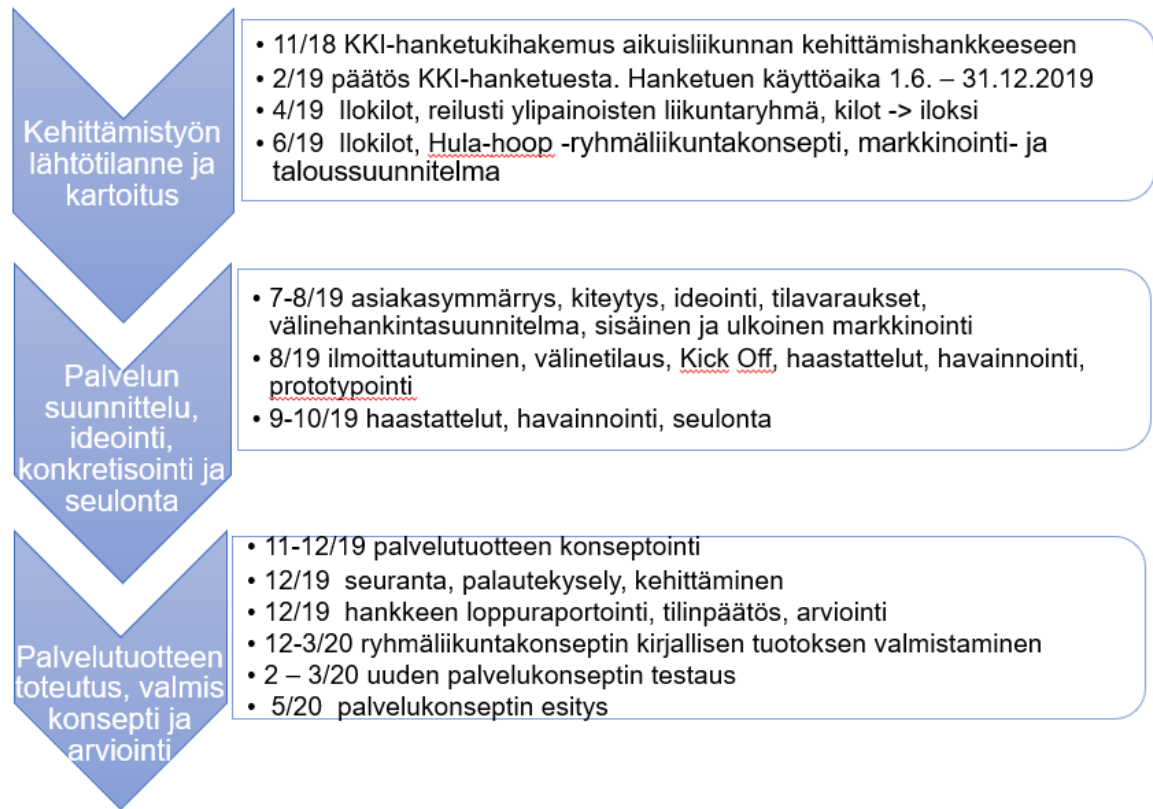 Kehittämistyön
lähtötilanne ja
kartoitus
• 11/18 KKI-hanketukihakemus aikuisliikunnan kehittämishankkeeseen
• 2/19 päätös KKI-hanketuesta. Hanketuen käyttöaika 1.6. – 31.12.2019
• 4/19  Ilokilot, reilusti ylipainoisten liikuntaryhmä, kilot -> iloksi
• 6/19  Ilokilot, Hula-hoop -ryhmäliikuntakonsepti, markkinointi- ja
taloussuunnitelma
Palvelun
suunnittelu,
ideointi,
konkretisointi ja
seulonta
• 7-8/19 asiakasymmärrys, kiteytys, ideointi, tilavaraukset,
välinehankintasuunnitelma, sisäinen ja ulkoinen markkinointi
• 8/19 ilmoittautuminen, välinetilaus, Kick Off, haastattelut, havainnointi,
prototypointi
• 9-10/19 haastattelut, havainnointi, seulonta
Palvelutuotteen
toteutus, valmis
konsepti ja
arviointi
• 11-12/19 palvelutuotteen konseptointi
• 12/19  seuranta, palautekysely, kehittäminen
• 12/19  hankkeen loppuraportointi, tilinpäätös, arviointi
• 12-3/20 ryhmäliikuntakonseptin kirjallisen tuotoksen valmistaminen
• 2 – 3/20 uuden palvelukonseptin testaus
• 5/20  palvelukonseptin esitys